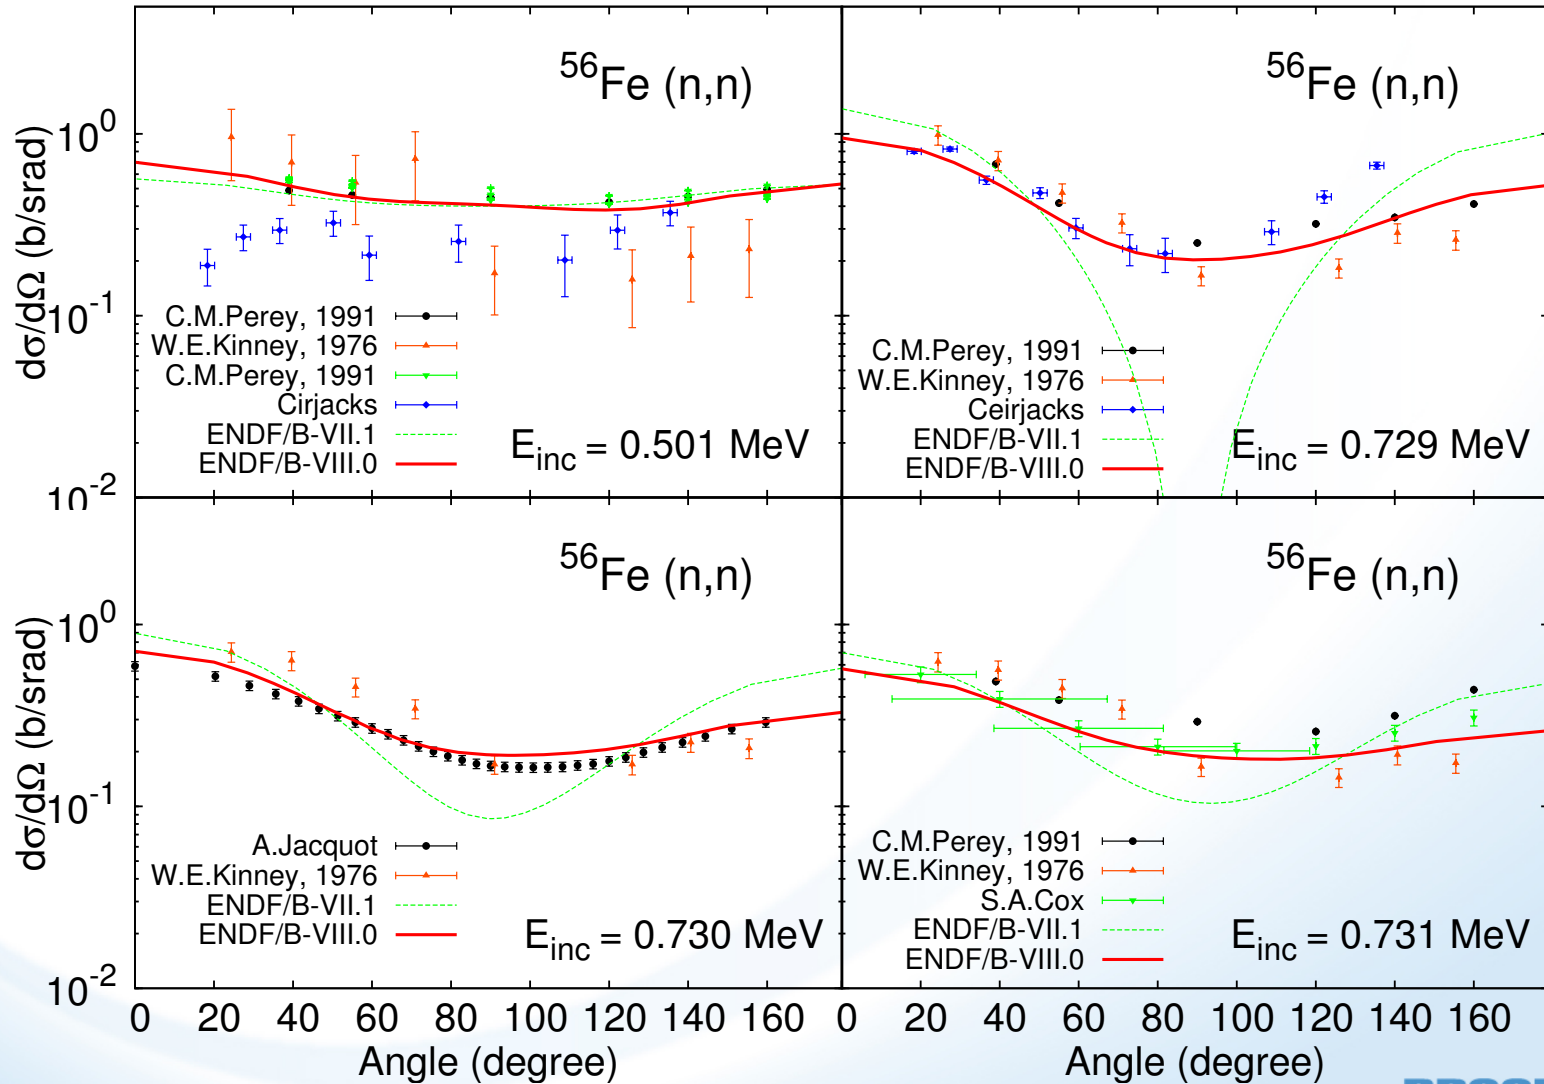 56Fe (n,n)
dσ/dΩ (b/srad)
10^0
10^-1
10^-2
C.M.Perey, 1991
W.E.Kinney, 1976
C.M.Perey, 1991
Cirjacks
ENDF/B-VII.1
ENDF/B-VIII.0
E_inc = 0.501 MeV
56Fe (n,n)
C.M.Perey, 1991
W.E.Kinney, 1976
Ceirjacks
ENDF/B-VII.1
ENDF/B-VIII.0
E_inc = 0.729 MeV
56Fe (n,n)
dσ/dΩ (b/srad)
10^0
10^-1
10^-2
A.Jacquot
W.E.Kinney, 1976
ENDF/B-VII.1
ENDF/B-VIII.0
E_inc = 0.730 MeV
0 20 40 60 80 100 120 140 160
Angle (degree)
56Fe (n,n)
C.M.Perey, 1991
W.E.Kinney, 1976
S.A.Cox
ENDF/B-VII.1
ENDF/B-VIII.0
E_inc = 0.731 MeV
0 20 40 60 80 100 120 140 160
Angle (degree)